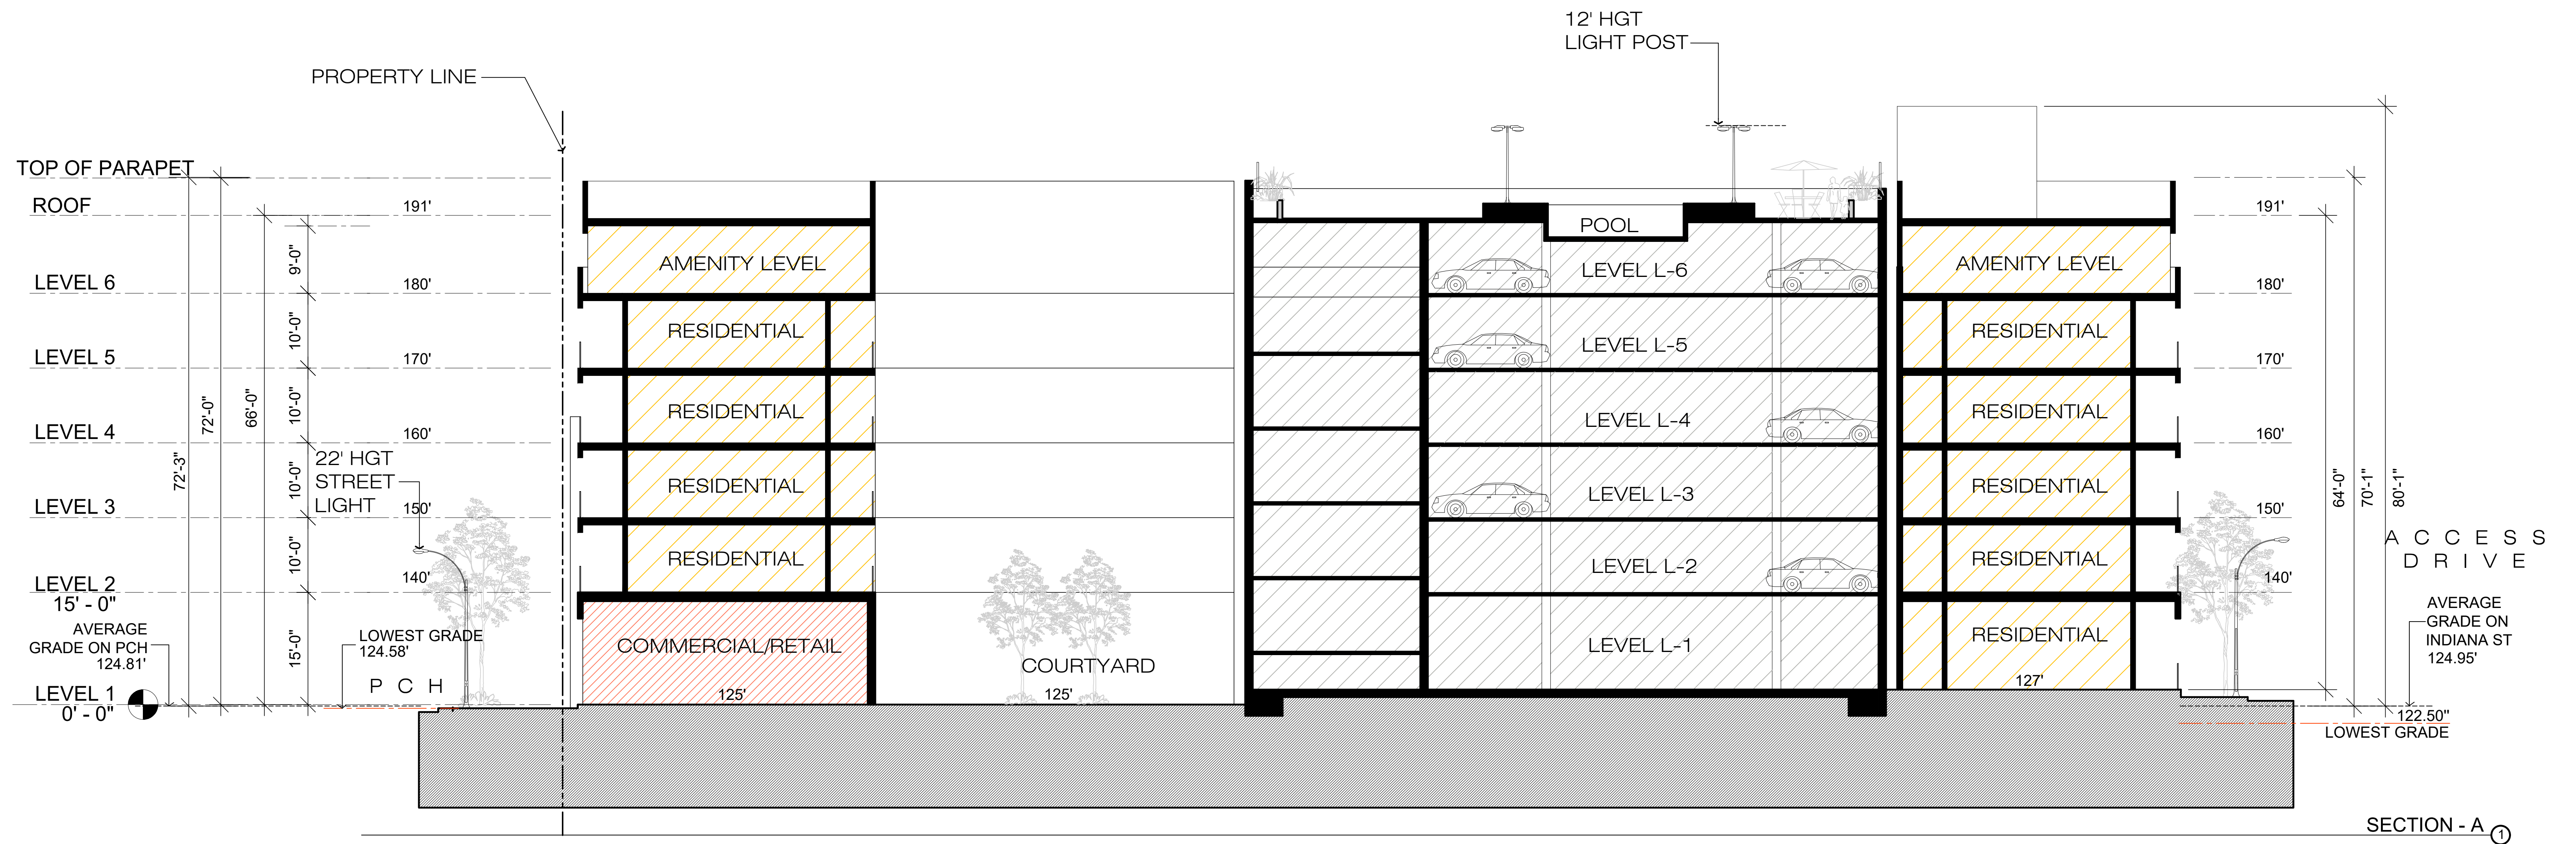 12' HGT
LIGHT POST
PROPERTY LINE
TOP OF PARAPET
ROOF
191'
191'
POOL
9'-0"
AMENITY LEVEL
LEVEL L-6
AMENITY LEVEL
LEVEL 6
180'
180'
10'-0"
RESIDENTIAL
LEVEL L-5
RESIDENTIAL
LEVEL 5
170'
170'
72'-3"
72'-0"
66'-0"
10'-0"
RESIDENTIAL
LEVEL L-4
RESIDENTIAL
LEVEL 4
160'
160'
22' HGT
STREET
LIGHT
10'-0"
RESIDENTIAL
LEVEL L-3
RESIDENTIAL
64'-0"
70'-1"
80'-1"
LEVEL 3
150'
150'
ACCESS
DRIVE
10'-0"
RESIDENTIAL
LEVEL L-2
RESIDENTIAL
LEVEL 2
15' - 0"
140'
140'
AVERAGE
GRADE ON PCH
124.81'
LOWEST GRADE
124.58'
15'-0"
COMMERCIAL/RETAIL
LEVEL L-1
RESIDENTIAL
AVERAGE
GRADE ON
INDIANA ST
124.95'
COURTYARD
PCH
LEVEL 1
0' - 0"
125'
125'
127'
122.50"
LOWEST GRADE
SECTION - A
1